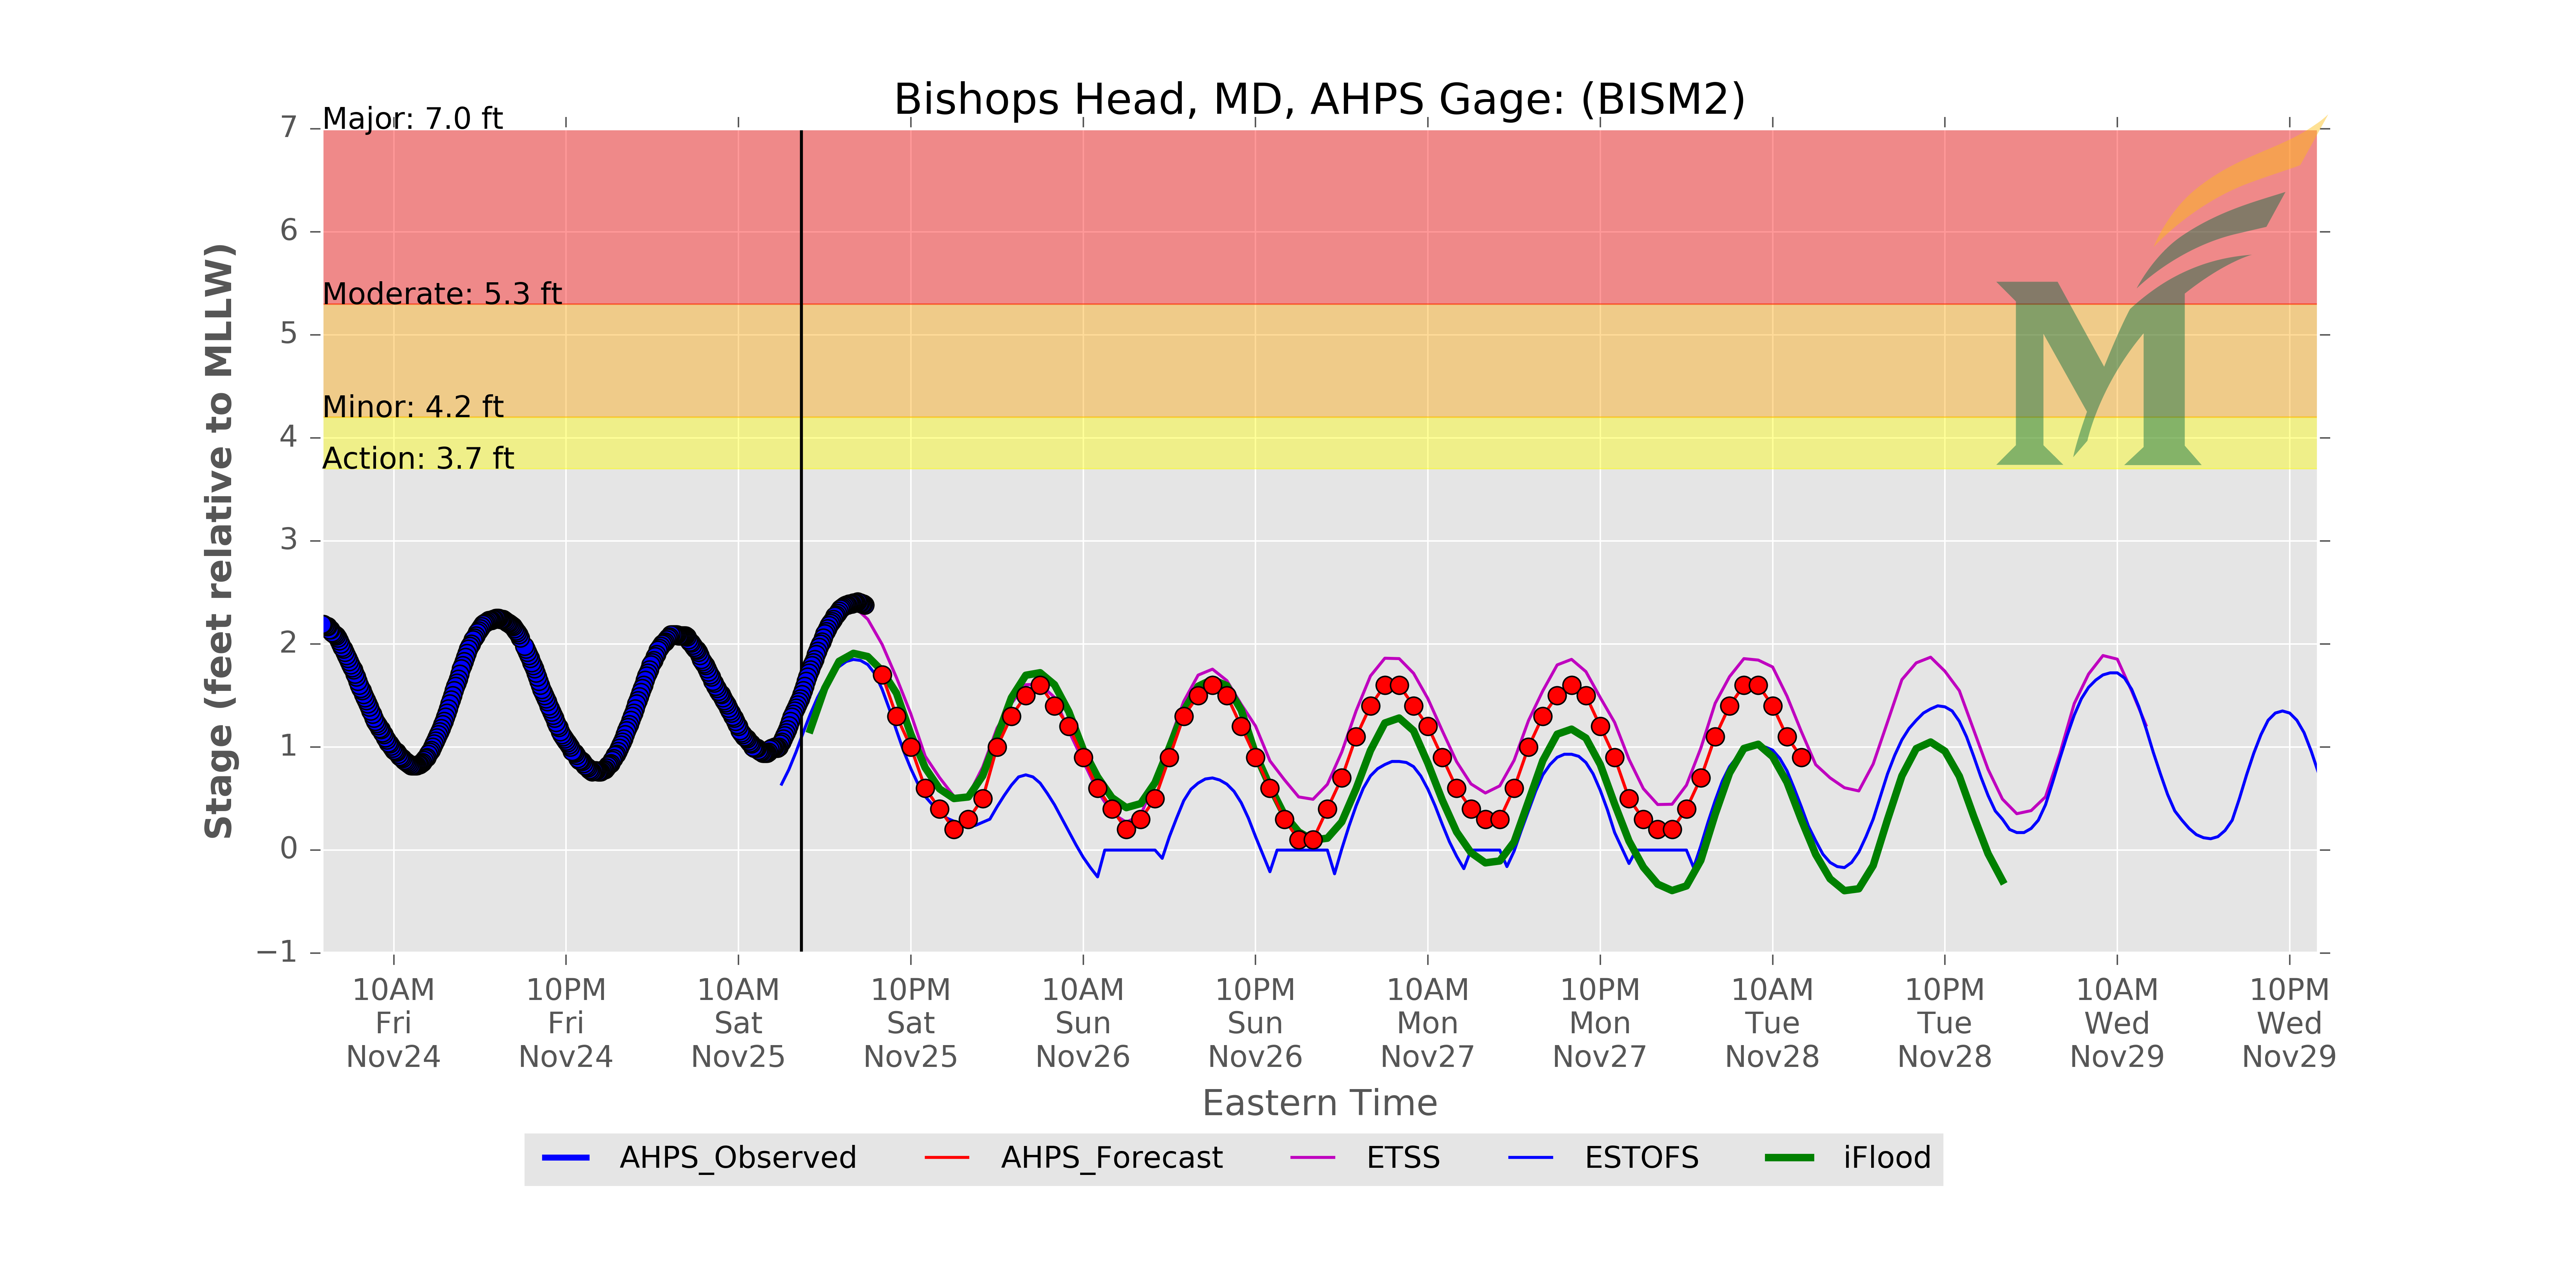 Bishops Head, MD, AHPS Gage: (BISM2)
Major: 7.0 ft
Moderate: 5.3 ft
Minor: 4.2 ft
Action: 3.7 ft
Stage (feet relative to MLLW)
7
6
5
4
3
2
1
0
−1
10AM Fri Nov24
10PM Fri Nov24
10AM Sat Nov25
10PM Sat Nov25
10AM Sun Nov26
10PM Sun Nov26
10AM Mon Nov27
10PM Mon Nov27
10AM Tue Nov28
10PM Tue Nov28
10AM Wed Nov29
10PM Wed Nov29
Eastern Time
AHPS_Observed AHPS_Forecast ETSS ESTOFS iFlood
M